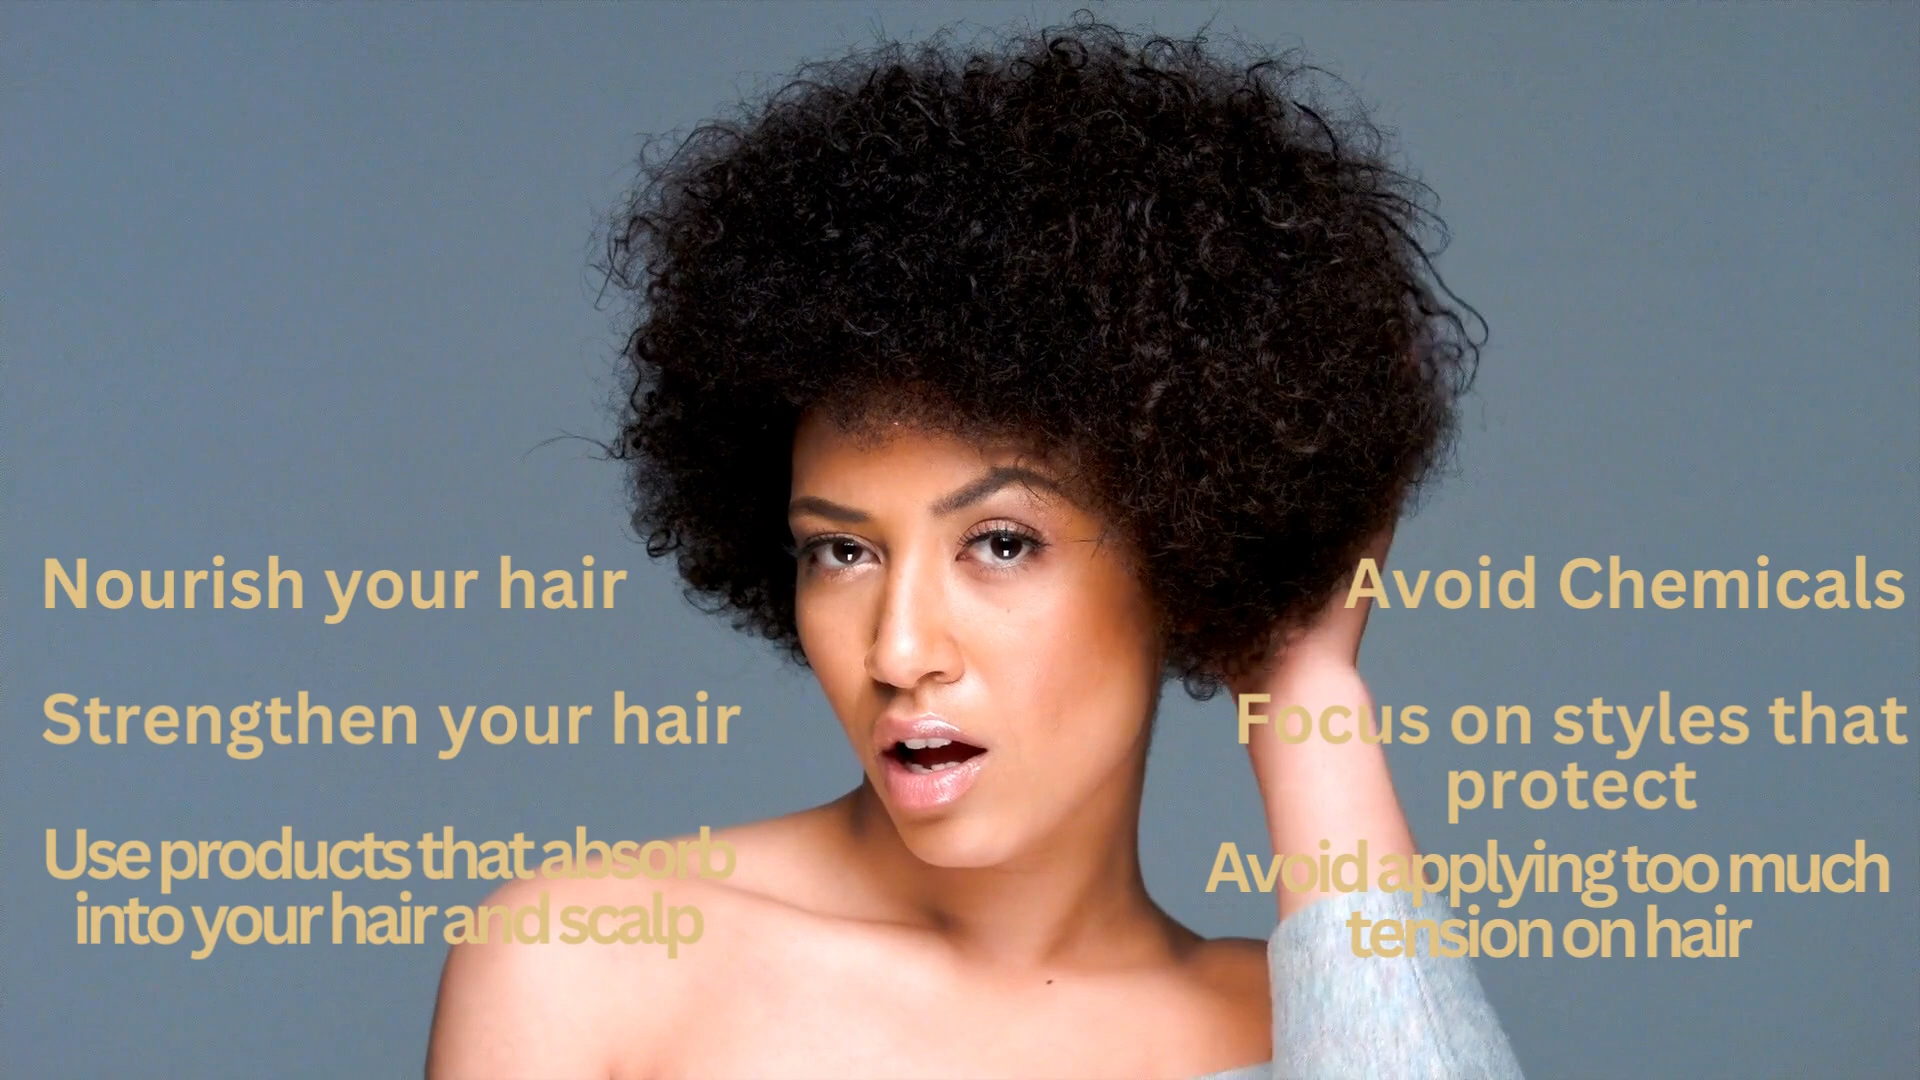 Nourish your hair
Strengthen your hair
Use products that absorb
into your hair and scalp
Avoid Chemicals
Focus on styles that
protect
Avoid applying too much
tension on hair